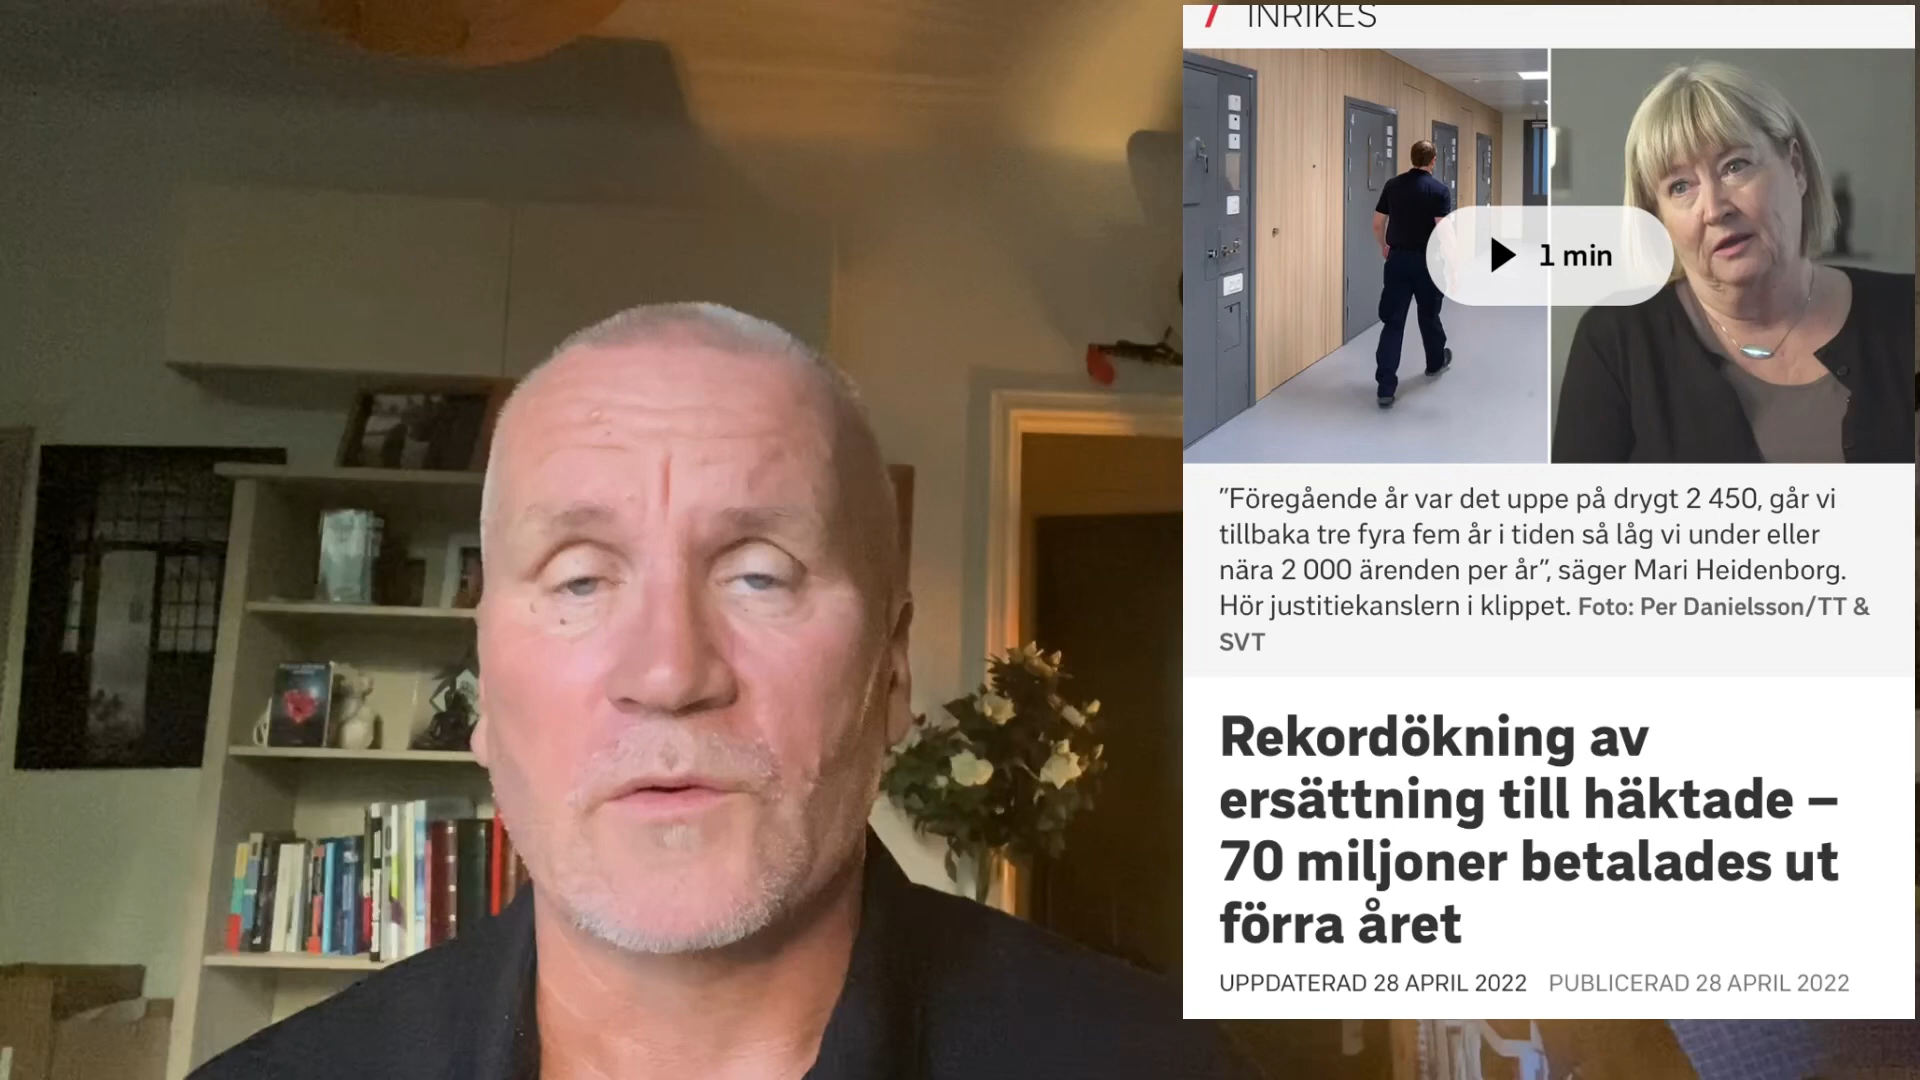 INRIKES
1 min
”Föregående år var det uppe på drygt 2 450, går vi
tillbaka tre fyra fem år i tiden så låg vi under eller
nära 2 000 ärenden per år”, säger Mari Heidenborg.
Hör justitiekanslern i klippet. Foto: Per Danielsson/TT &
SVT
Rekordökning av
ersättning till häktade –
70 miljoner betalades ut
förra året
UPPDATERAD 28 APRIL 2022 PUBLICERAD 28 APRIL 2022